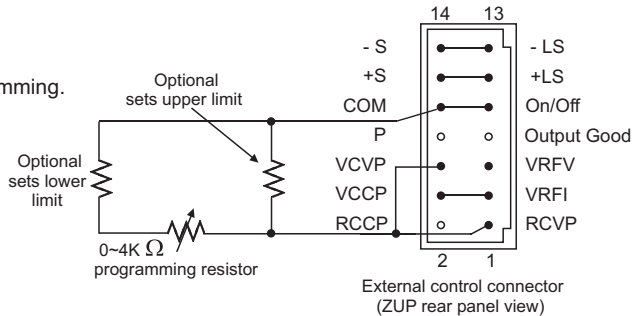 14 13
- S - LS
+S +LS
mming.
Optional
sets upper limit
COM On/Off
P Output Good
Optional
sets lower
limit
VCVP VRFV
VCCP VRFI
RCCP RCVP
0~4K Ω
programming resistor
2 1
External control connector
(ZUP rear panel view)